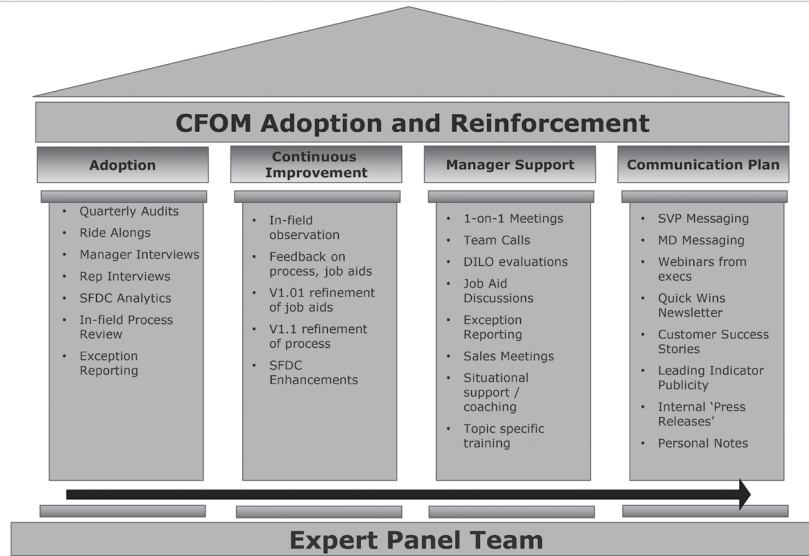 CFOM Adoption and Reinforcement
Adoption
• Quarterly Audits
• Ride Alongs
• Manager Interviews
• Rep Interviews
• SFDC Analytics
• In-field Process
Review
• Exception
Reporting
Continuous
Improvement
• In-field
observation
• Feedback on
process, job aids
• V1.01 refinement
of job aids
• V1.1 refinement
of process
• SFDC
Enhancements
Manager Support
• 1-on-1 Meetings
• Team Calls
• DILO evaluations
• Job Aid
Discussions
• Exception
Reporting
• Sales Meetings
• Situational
support /
coaching
• Topic specific
training
Communication Plan
• SVP Messaging
• MD Messaging
• Webinars from
execs
• Quick Wins
Newsletter
• Customer Success
Stories
• Leading Indicator
Publicity
• Internal ‘Press
Releases’
• Personal Notes
Expert Panel Team